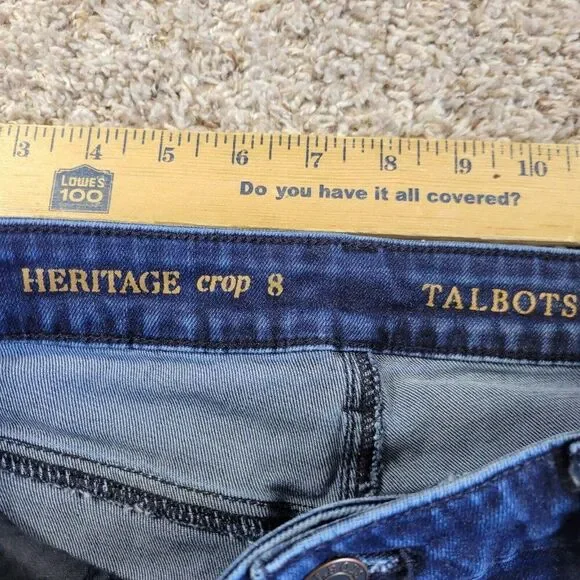 3 4 5 6 7 8 9 10
LOWE'S
100
Do you have it all covered?
HERITAGE crop 8 TALBOTS